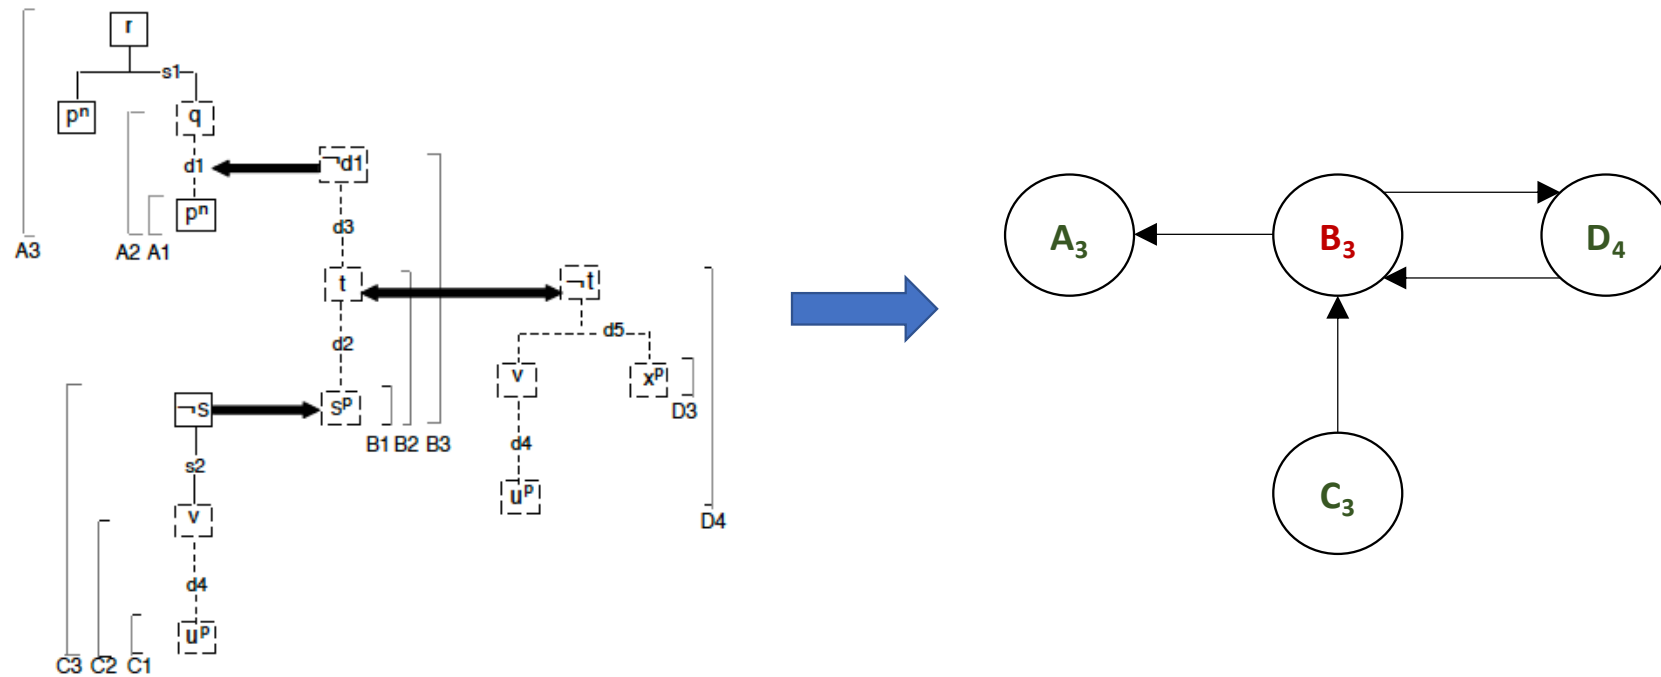 r
s1
pⁿ
q
d1
¬d1
pⁿ
A3
A2
A1
d3
t
¬t
d2
d5
v
xᵖ
¬s
sᵖ
D3
B1
B2
B3
d4
s2
uᵖ
v
D4
d4
uᵖ
C3
C2
C1
A₃
B₃
D₄
C₃